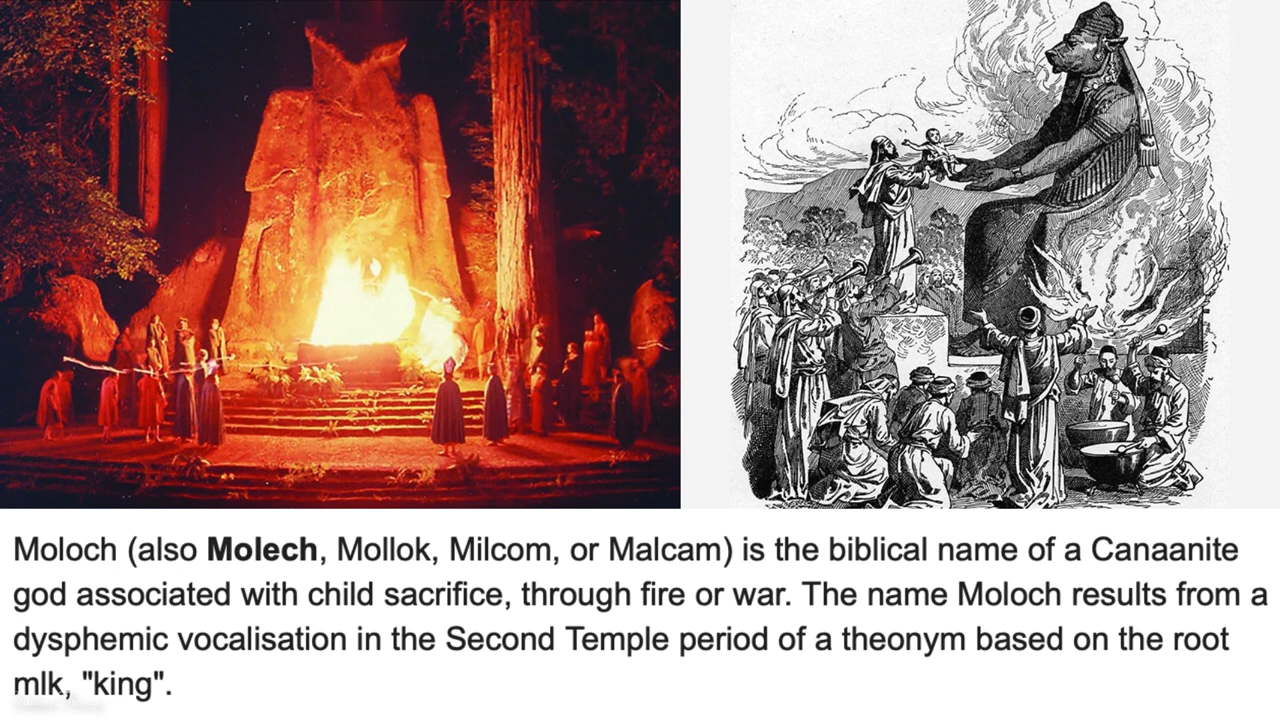 Moloch (also Molech, Mollok, Milcom, or Malcam) is the biblical name of a Canaanite
god associated with child sacrifice, through fire or war. The name Moloch results from a
dysphemic vocalisation in the Second Temple period of a theonym based on the root
mlk, "king".